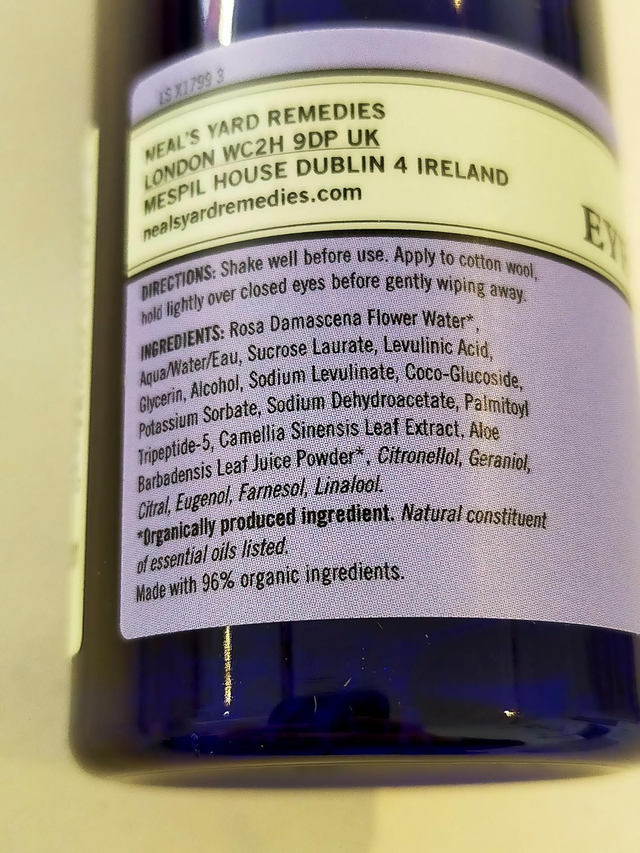 NEAL'S YARD REMEDIES
LONDON WC2H 9DP UK
MESPIL HOUSE DUBLIN 4 IRELAND
nealsyardremedies.com
DIRECTIONS: Shake well before use. Apply to cotton wool,
hold lightly over closed eyes before gently wiping away.
INGREDIENTS: Rosa Damascena Flower Water*,
Aqua/Water/Eau, Sucrose Laurate, Levulinic Acid,
Glycerin, Alcohol, Sodium Levulinate, Coco-Glucoside,
Potassium Sorbate, Sodium Dehydroacetate, Palmitoyl
Tripeptide-5, Camellia Sinensis Leaf Extract, Aloe
Barbadensis Leaf Juice Powder*, Citronellol, Geraniol,
Citral, Eugenol, Farnesol, Linalool.
*Organically produced ingredient. Natural constituent
of essential oils listed.
Made with 96% organic ingredients.